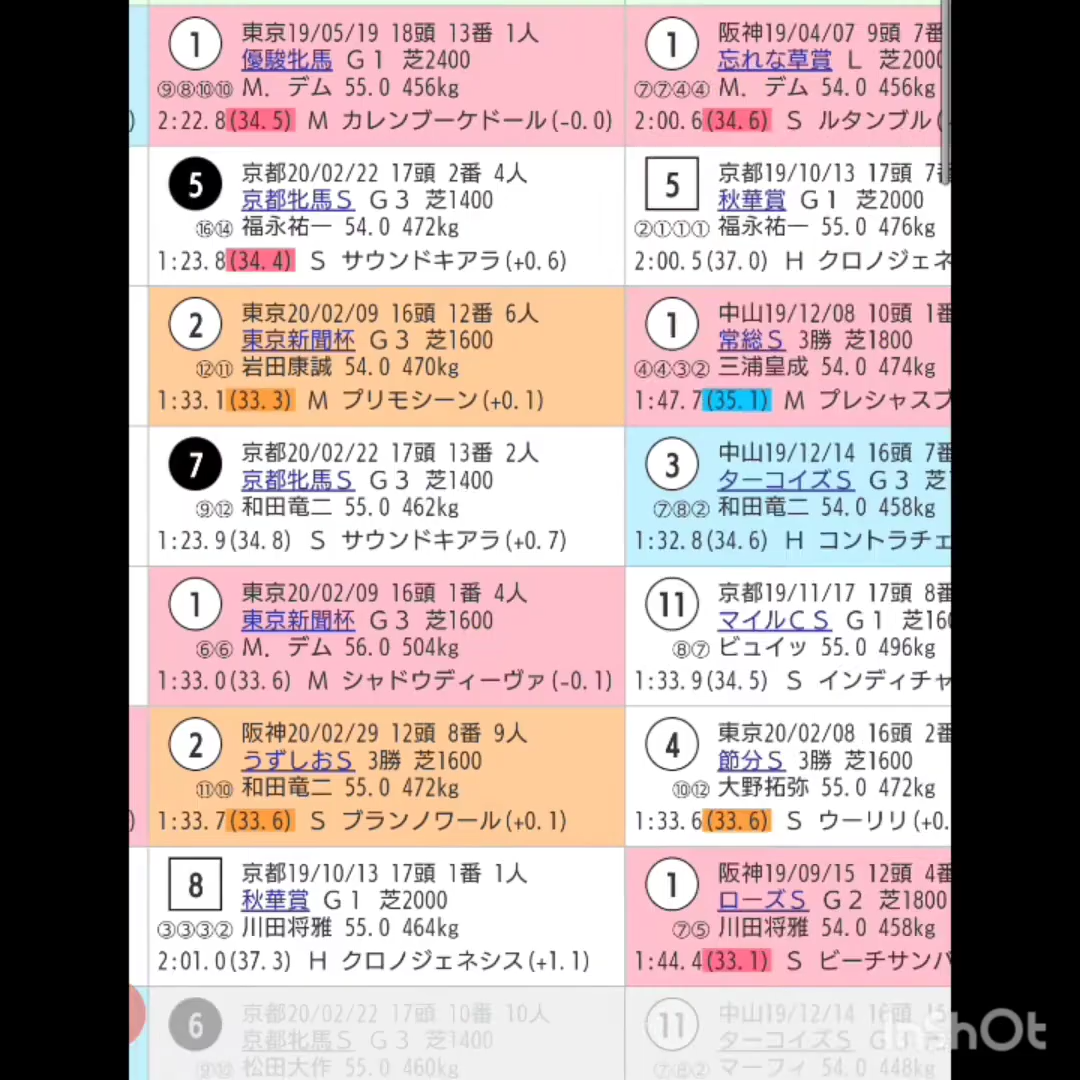 1 東京19/05/19 18頭 13番 1人
優駿牝馬 G1 芝2400
⑨⑧⑩⑩ M．デム 55.0 456kg
2:22.8(34.5) M カレンブーケドール(-0.0)
1 阪神19/04/07 9頭 7番
忘れな草賞 L 芝2000
⑦⑦④④ M．デム 54.0 456kg
2:00.6(34.6) S ルタンブル(
5 京都20/02/22 17頭 2番 4人
京都牝馬S G3 芝1400
⑯⑭ 福永祐一 54.0 472kg
1:23.8(34.4) S サウンドキアラ(+0.6)
5 京都19/10/13 17頭 7番
秋華賞 G1 芝2000
②①①① 福永祐一 55.0 476kg
2:00.5(37.0) H クロノジェネ
2 東京20/02/09 16頭 12番 6人
東京新聞杯 G3 芝1600
⑫⑪ 岩田康誠 54.0 470kg
1:33.1(33.3) M プリモシーン(+0.1)
1 中山19/12/08 10頭 1番
常総S 3勝 芝1800
④④③② 三浦皇成 54.0 474kg
1:47.7(35.1) M プレシャスブ
7 京都20/02/22 17頭 13番 2人
京都牝馬S G3 芝1400
⑨⑫ 和田竜二 55.0 462kg
1:23.9(34.8) S サウンドキアラ(+0.7)
3 中山19/12/14 16頭 7番
ターコイズS G3 芝
⑦⑧② 和田竜二 54.0 458kg
1:32.8(34.6) H コントラチェ
1 東京20/02/09 16頭 1番 4人
東京新聞杯 G3 芝1600
⑥⑥ M．デム 56.0 504kg
1:33.0(33.6) M シャドウディーヴァ(-0.1)
11 京都19/11/17 17頭 8番
マイルCS G1 芝160
⑧⑦ ビュイッ 55.0 496kg
1:33.9(34.5) S インディチャ
2 阪神20/02/29 12頭 8番 9人
うずしおS 3勝 芝1600
⑪⑩ 和田竜二 55.0 472kg
1:33.7(33.6) S ブランノワール(+0.1)
4 東京20/02/08 16頭 2番
節分S 3勝 芝1600
⑩⑫ 大野拓弥 55.0 472kg
1:33.6(33.6) S ウーリリ(+0.
8 京都19/10/13 17頭 1番 1人
秋華賞 G1 芝2000
③③③② 川田将雅 55.0 464kg
2:01.0(37.3) H クロノジェネシス(+1.1)
1 阪神19/09/15 12頭 4番
ローズS G2 芝1800
⑦⑤ 川田将雅 54.0 458kg
1:44.4(33.1) S ビーチサンバ
6 京都20/02/22 17頭 10番 10人
京都牝馬S G3 芝1400
⑨⑩ 松田大作 55.0 460kg
11 中山19/12/14 16頭 15
ターコイズS G
⑦⑧② マーフィ 54.0 448kg
InShOt